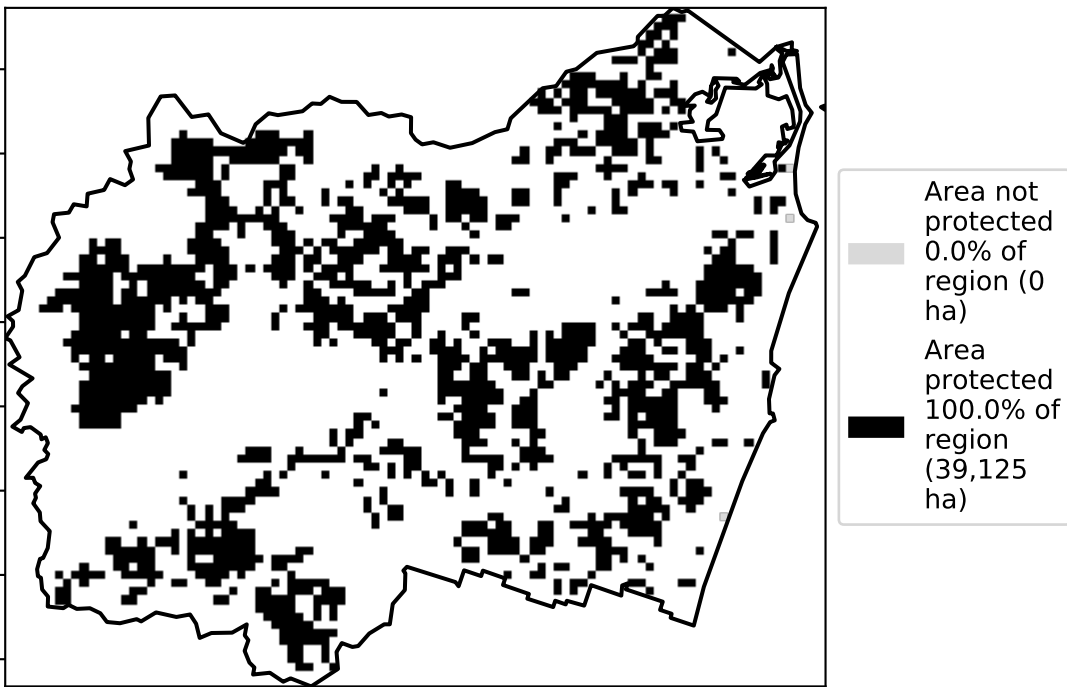 Area not
protected
0.0% of
region (0
ha)
Area
protected
100.0% of
region
(39,125
ha)